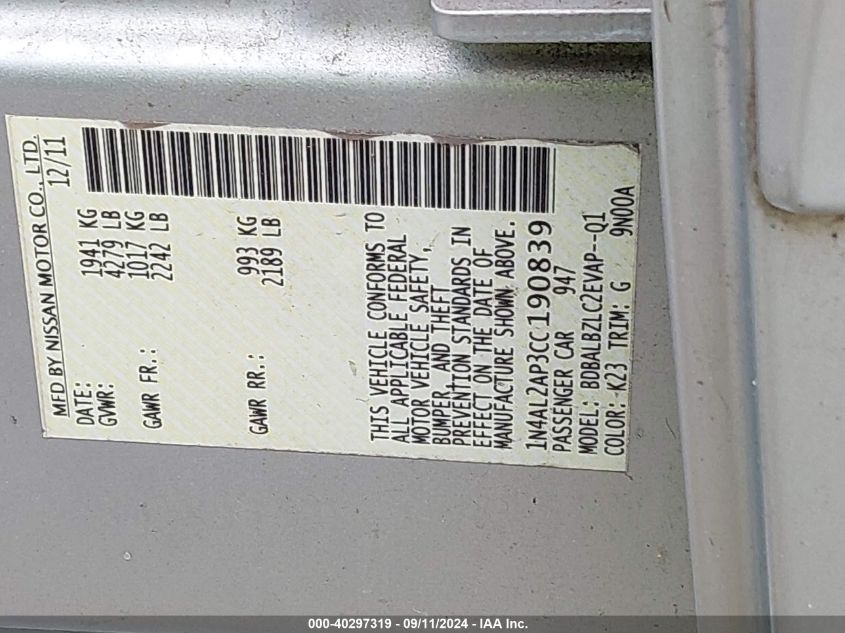 MFD BY NISSAN MOTOR CO., LTD.
DATE: 12/11
GVWR: 1941 KG
4279 LB
GAWR FR.: 1017 KG
2242 LB
GAWR RR.: 993 KG
2189 LB
THIS VEHICLE CONFORMS TO
ALL APPLICABLE FEDERAL
MOTOR VEHICLE SAFETY,
BUMPER, AND THEFT
PREVENTION STANDARDS IN
EFFECT ON THE DATE OF
MANUFACTURE SHOWN ABOVE.
1N4AL2AP3CC190839
PASSENGER CAR 947
MODEL: BDBALBZLC2EVAP--Q1
COLOR: K23 TRIM: G 9N00A
000-40297319 - 09/11/2024 - IAA Inc.